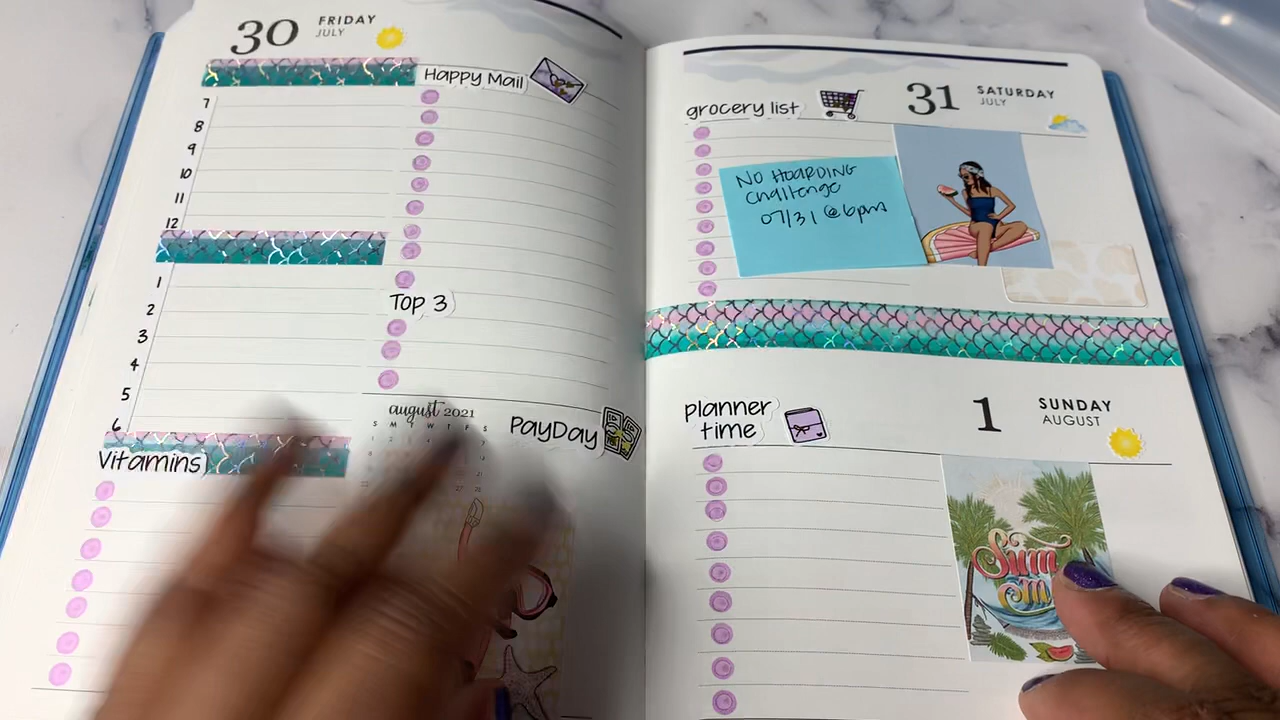 30 FRIDAY
JULY
Happy Mail
7
8
9
10
11
12
1
2
3
4
5
6
Top 3
august 2021
S M T W T F S
PayDay
Vitamins
grocery list
31 SATURDAY
JULY
NO HOARDING
Challenge
07/31 @ 6pm
planner
time
1 SUNDAY
AUGUST